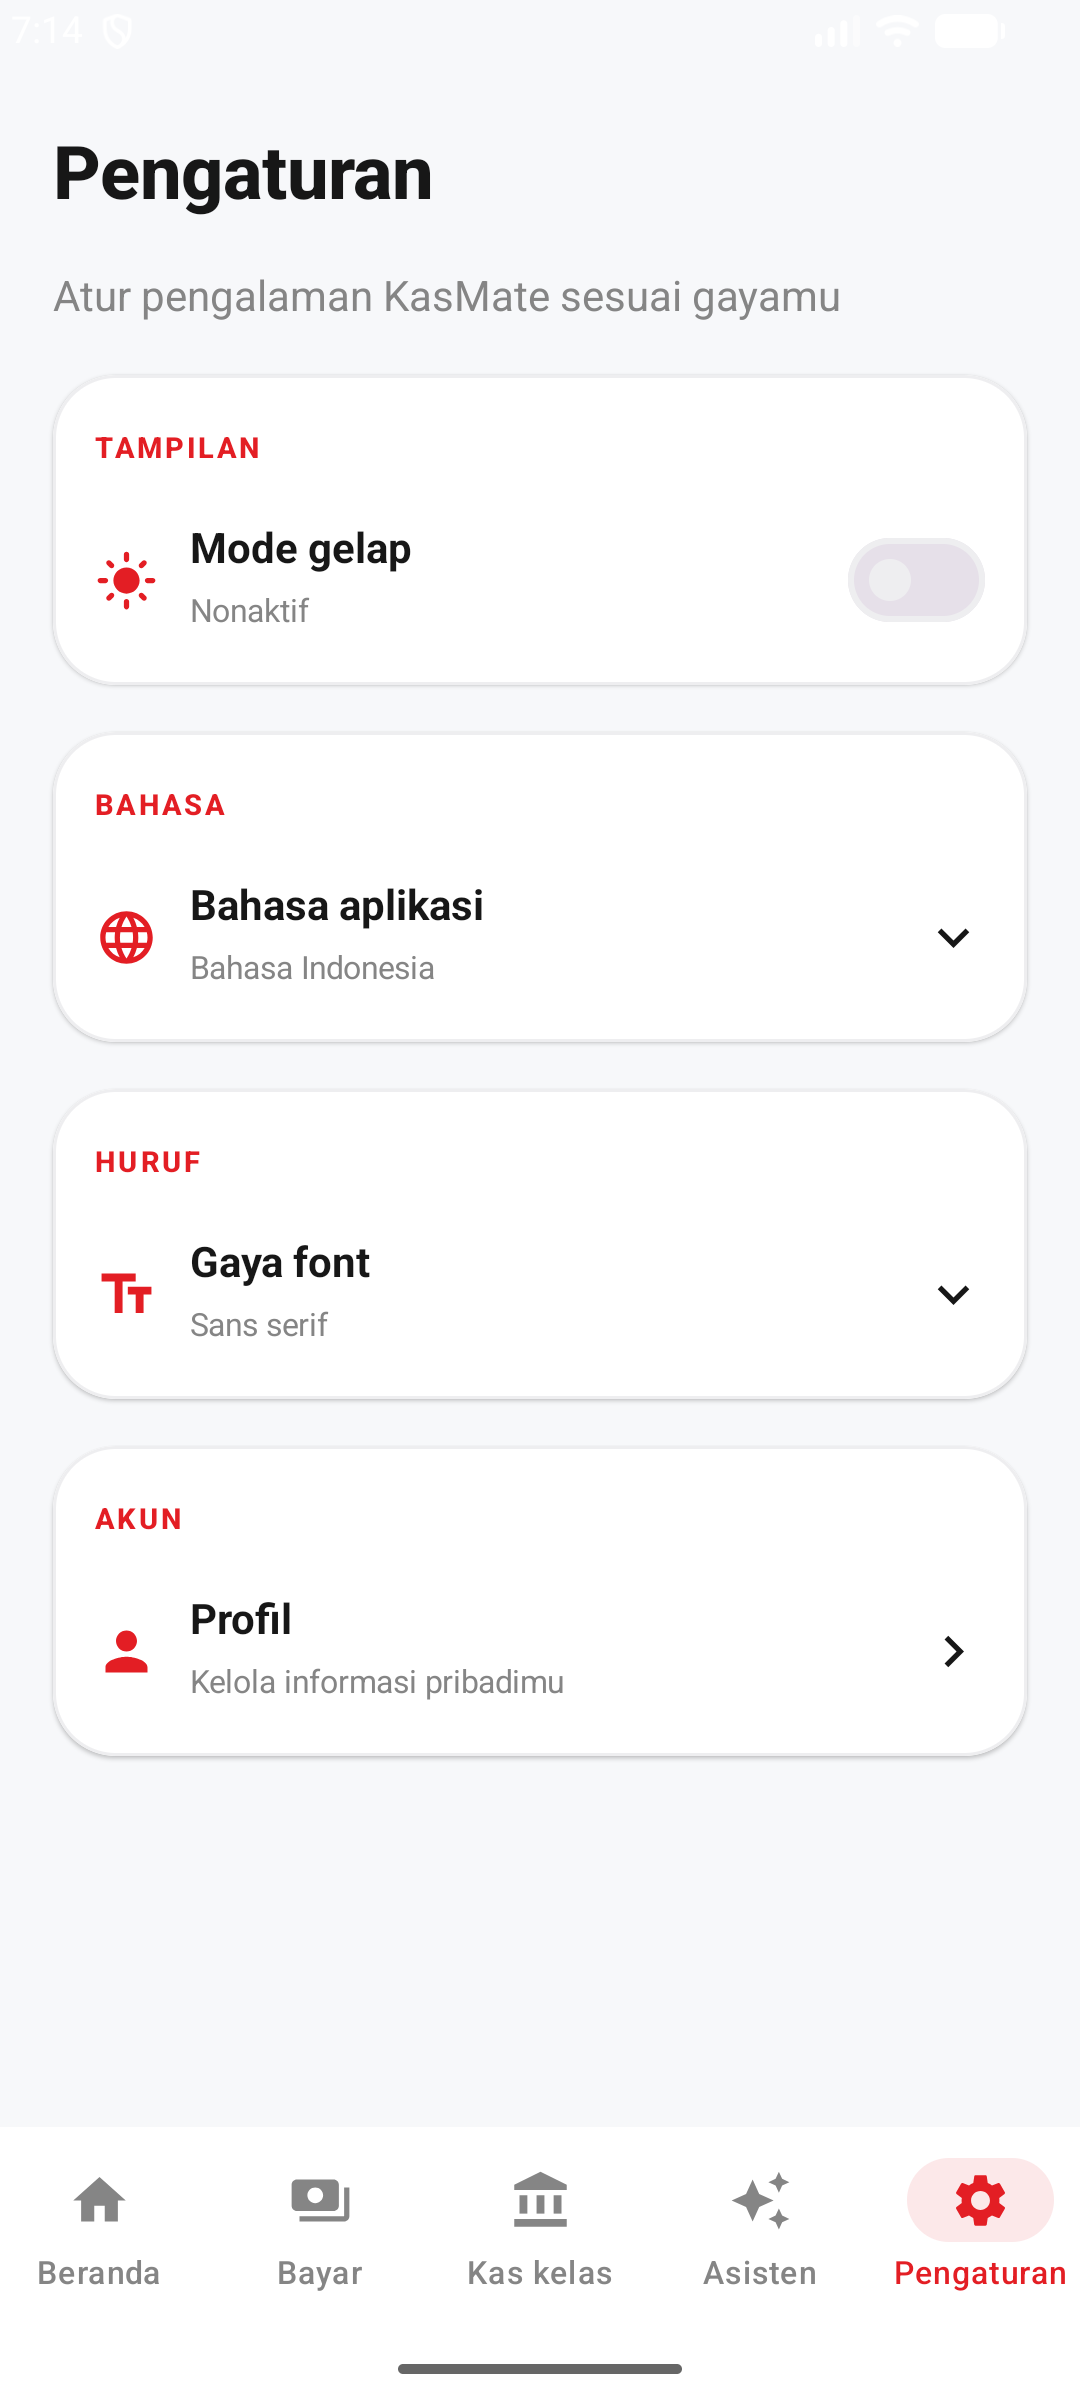 7:14
Pengaturan
Atur pengalaman KasMate sesuai gayamu
TAMPILAN
Mode gelap
Nonaktif
BAHASA
Bahasa aplikasi
Bahasa Indonesia
HURUF
Gaya font
Sans serif
AKUN
Profil
Kelola informasi pribadimu
Beranda
Bayar
Kas kelas
Asisten
Pengaturan